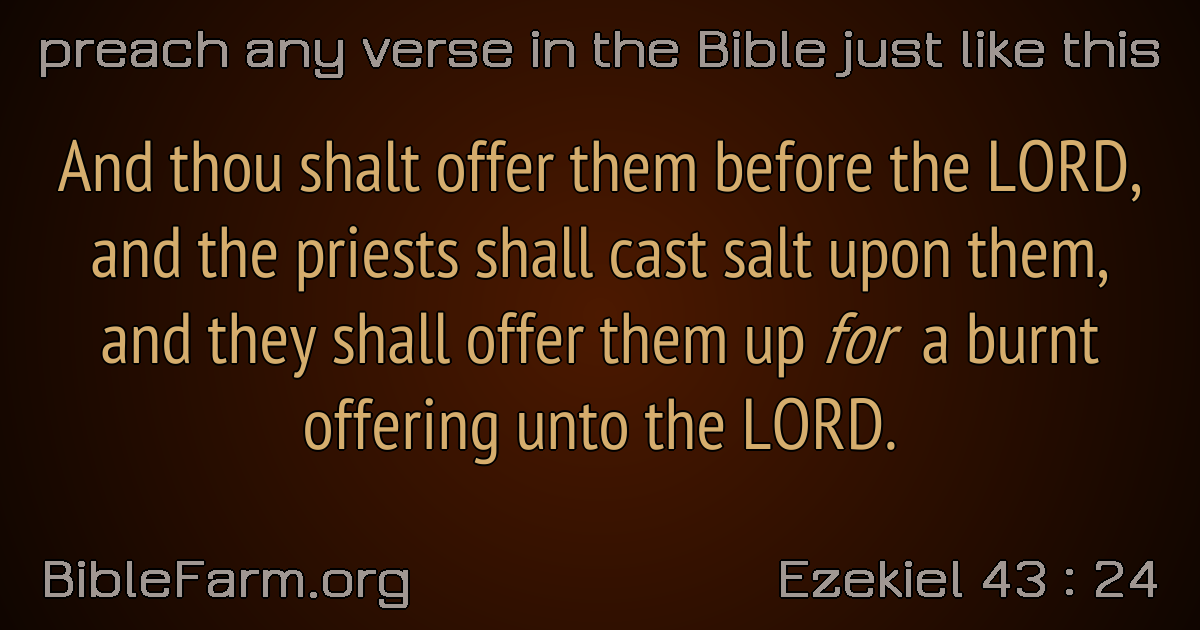 preach any verse in the Bible just like this
And thou shalt offer them before the LORD,
and the priests shall cast salt upon them,
and they shall offer them up for a burnt
offering unto the LORD.
BibleFarm.org
Ezekiel 43 : 24